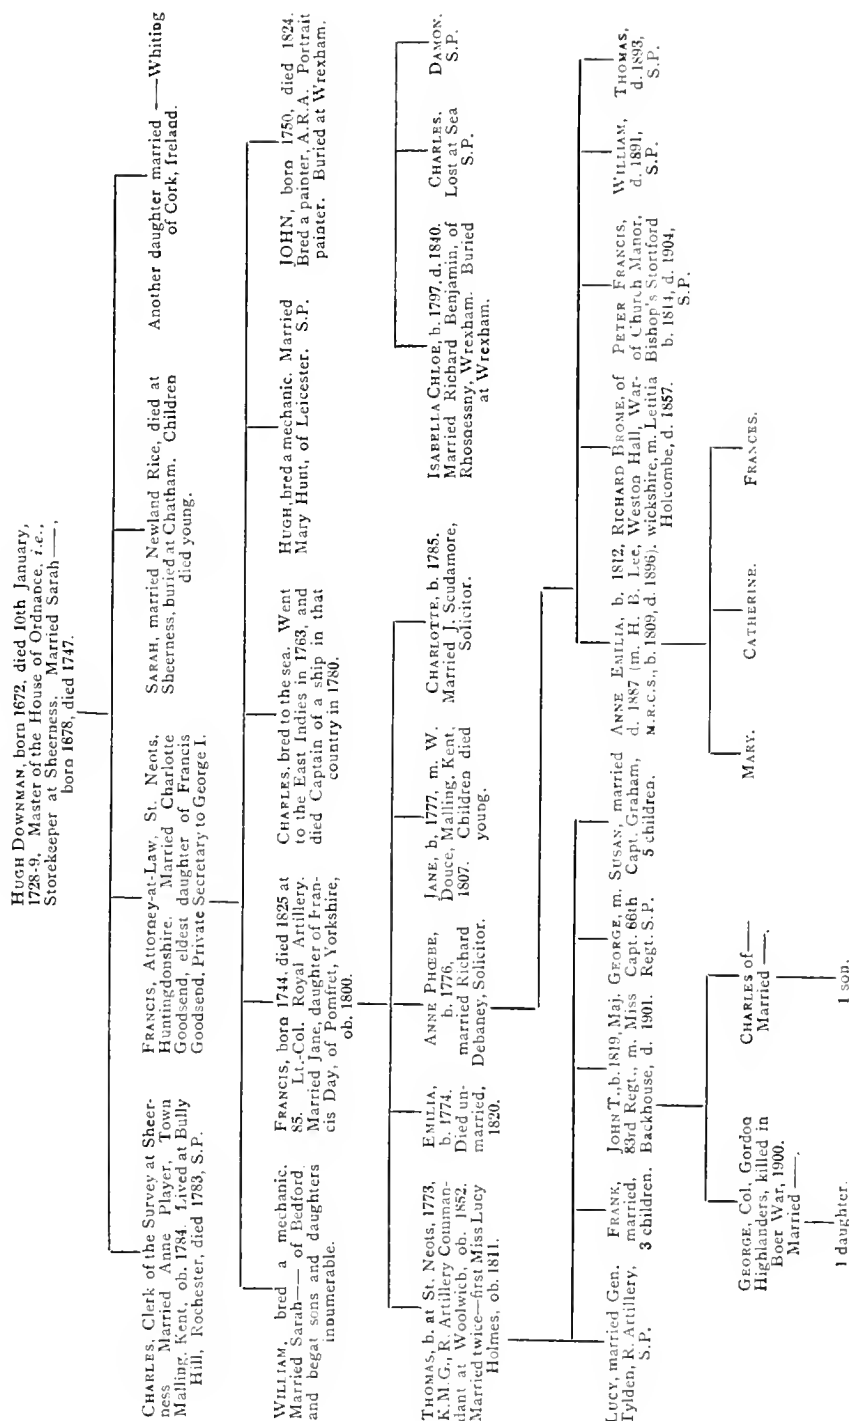 HUGH DOWNMAN, born 1672, died 10th January,
1728-9, Master of the House of Ordnance, i.e.,
Storekeeper at Sheerness. Married Sarah ——,
born 1678, died 1747.
CHARLES, Clerk of the Survey at Sheer-
ness Married Anne Player, Town
Malling, Kent, ob. 1784. Lived at Bully
Hill, Rochester, died 1783, S.P.
FRANCIS, Attorney-at-Law, St. Neots,
Huntingdonshire. Married Charlotte
Goodsend, eldest daughter of Francis
Goodsend, Private Secretary to George I.
SARAH, married Newland Rice, died at
Sheerness, buried at Chatham. Children
died young.
Another daughter married ——Whiting
of Cork, Ireland.
WILLIAM, bred a mechanic.
Married Sarah —— of Bedford
and begat sons and daughters
innumerable.
FRANCIS, born 1744, died 1825 at
85. Lt.-Col. Royal Artillery.
Married Jane, daughter of Fran-
cis Day, of Pomfret, Yorkshire,
ob. 1800.
CHARLES, bred to the sea. Went
to the East Indies in 1763, and
died Captain of a ship in that
country in 1780.
HUGH, bred a mechanic. Married
Mary Hunt, of Leicester. S.P.
JOHN, born 1750, died 1824.
Bred a painter, A.R.A. Portrait
painter. Buried at Wrexham.
THOMAS, b. at St. Neots, 1773,
K.M.G., R. Artillery Comman-
dant at Woolwich, ob. 1852.
Married twice—first Miss Lucy
Holmes, ob. 1811.
EMILIA,
b. 1774.
Died un-
married,
1820.
ANNE PHŒBE,
b. 1776,
married Richard
Debaney, Solicitor.
JANE, b, 1777, m. W.
Douce, Malling, Kent,
1807. Children died
young.
CHARLOTTE, b. 1785.
Married J. Scudamore,
Solicitor.
ISABELLA CHLOE, b. 1797, d. 1840.
Married Richard Benjamin, of
Rhosnessny, Wrexham. Buried
at Wrexham.
CHARLES,
Lost at Sea
S.P.
DAMON.
S.P.
LUCY, married Gen.
Tylden, R. Artillery,
S.P.
FRANK,
married,
3 children.
JOHN T., b. 1819, Maj.
83rd Regt., m. Miss
Backhouse, d. 1901.
GEORGE, m.
Capt. 66th
Regt. S.P.
SUSAN, married
Capt. Graham,
5 children.
ANNE EMILIA, b. 1812,
d. 1887 (m. H. B. Lee,
M.R.C.S., b. 1809, d. 1896).
RICHARD BROME, of
Weston Hall, War-
wickshire, m. Letitia
Holcombe, d. 1857.
PETER FRANCIS,
of Church Manor,
Bishop's Stortford
b. 1814, d. 1904,
S.P.
WILLIAM,
d. 1891,
S.P.
THOMAS,
d. 1893,
S.P.
GEORGE, Col. Gordon
Highlanders, killed in
Boer War, 1900.
Married ——.
CHARLES of ——
Married ——.
MARY.
CATHERINE.
FRANCES.
1 daughter.
1 son.